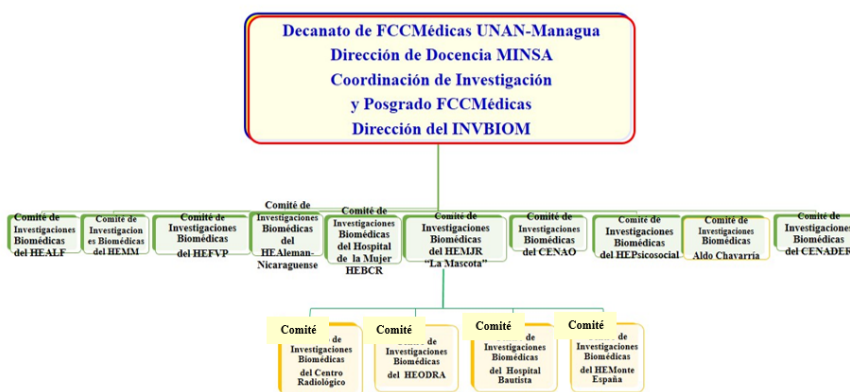 Decanato de FCCMédicas UNAN-Managua
Dirección de Docencia MINSA
Coordinación de Investigación
y Posgrado FCCMédicas
Dirección del INVBIOM
Comité de
Investigaciones
Biomédicas
del HEALF
Comité de
Investigacion
es Biomédicas
del HEMM
Comité de
Investigaciones
Biomédicas
del HEFVP
Comité de
Investigaciones
Biomédicas
del
HEAleman-
Nicaraguense
Comité de
Investigaciones
Biomédicas
del Hospital
de la Mujer
HEBCR
Comité de
Investigaciones
Biomédicas
del HEMJR
“La Mascota”
Comité de
Investigaciones
Biomédicas
del CENAO
Comité de
Investigaciones
Biomédicas
del HEPsicosocial
Comité de
Investigaciones
Biomédicas
Aldo Chavarría
Comité de
Investigaciones
Biomédicas
del CENADER
Comité
de
Investigaciones
Biomédicas
del Centro
Radiológico
Comité
de
Investigaciones
Biomédicas
del HEODRA
Comité
de
Investigaciones
Biomédicas
del Hospital
Bautista
Comité
de
Investigaciones
Biomédicas
del HEMonte
España